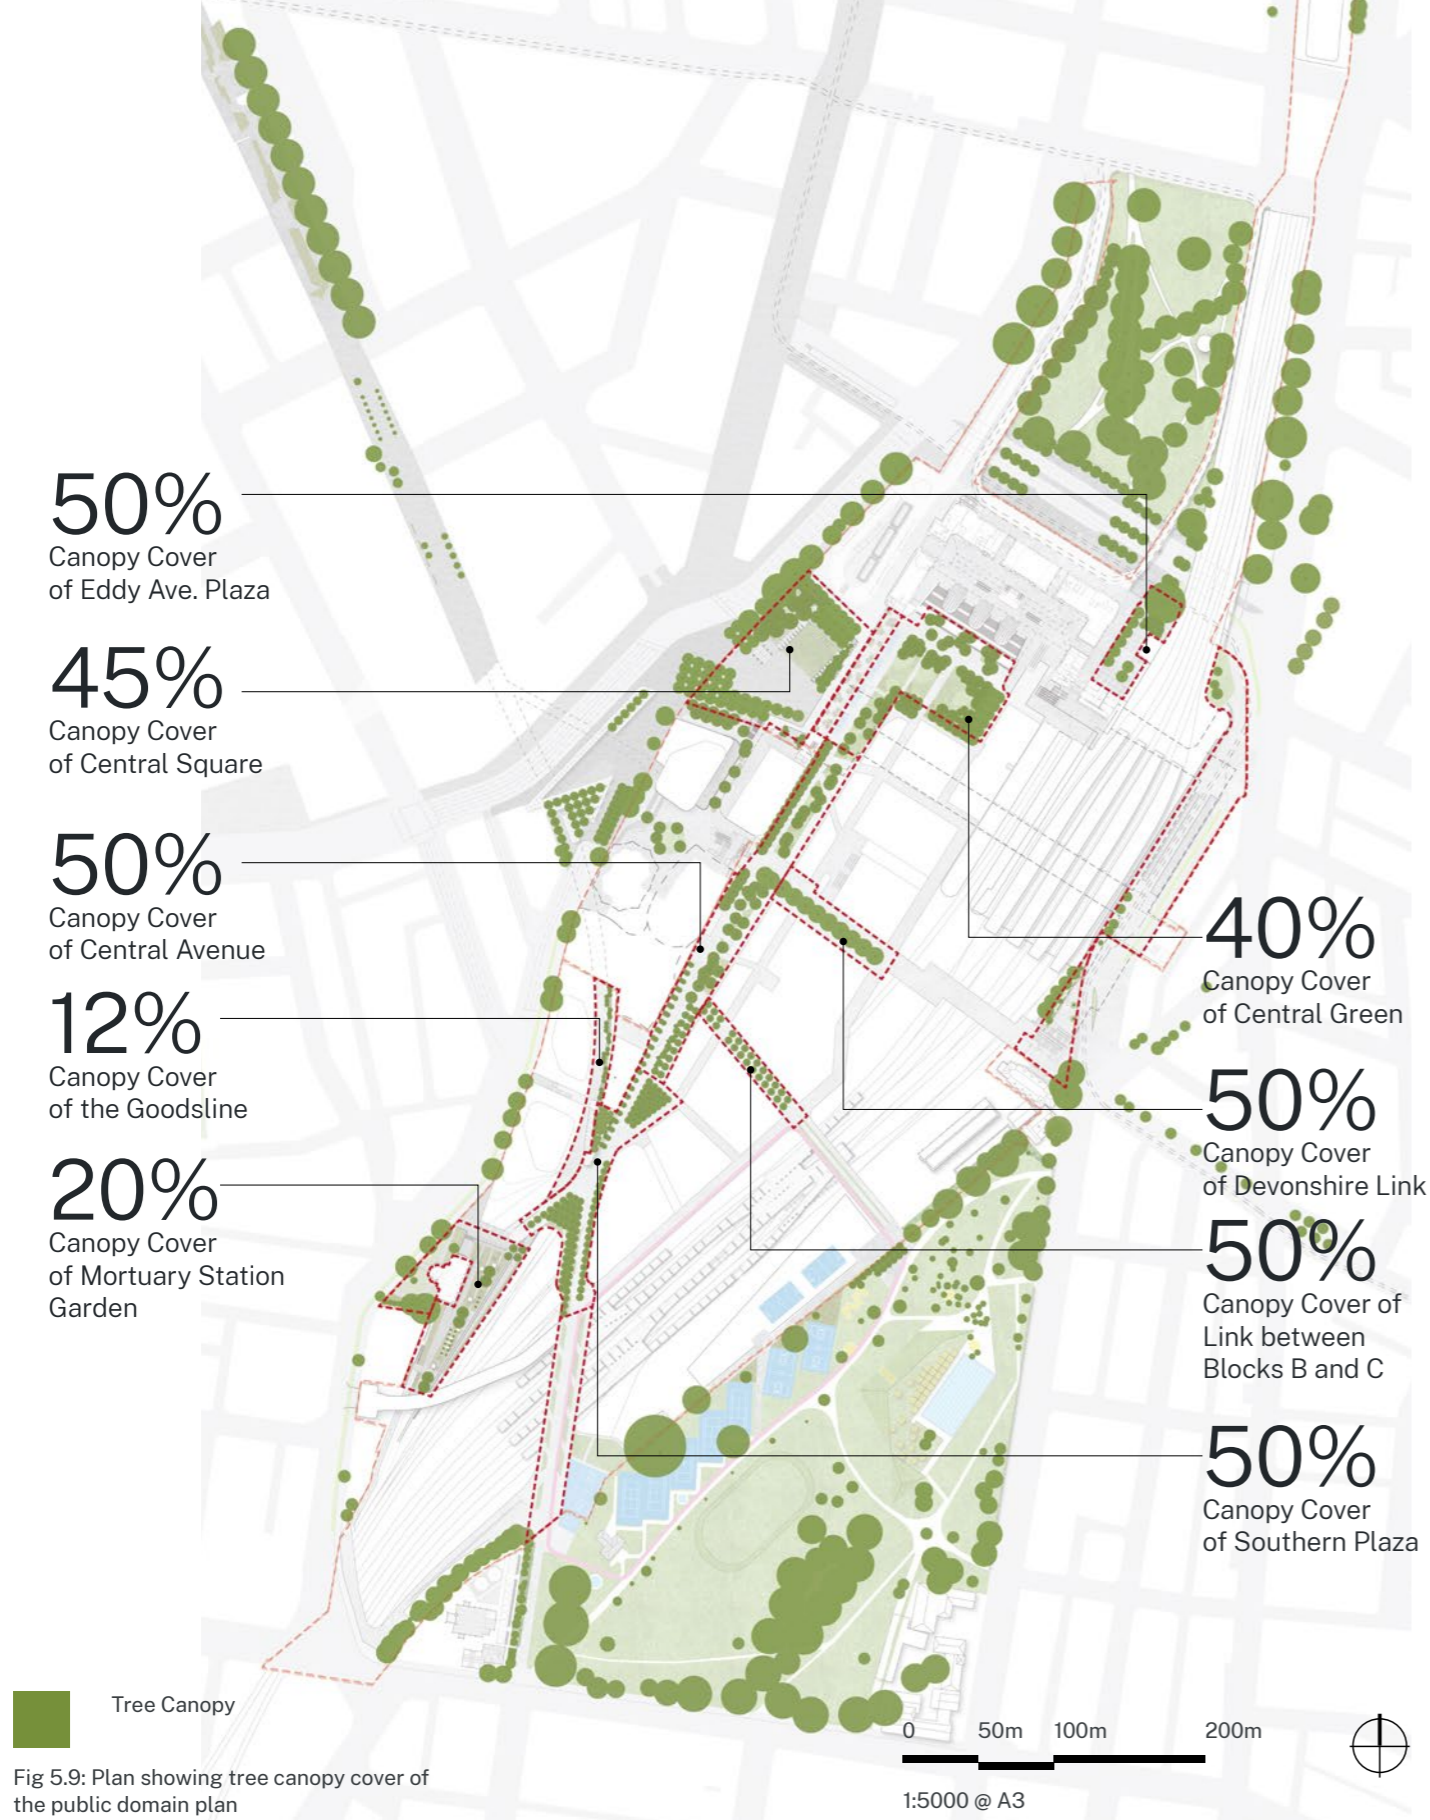 50%
Canopy Cover
of Eddy Ave. Plaza
45%
Canopy Cover
of Central Square
50%
Canopy Cover
of Central Avenue
12%
Canopy Cover
of the Goodsline
20%
Canopy Cover
of Mortuary Station
Garden
40%
Canopy Cover
of Central Green
50%
Canopy Cover
of Devonshire Link
50%
Canopy Cover of
Link between
Blocks B and C
50%
Canopy Cover
of Southern Plaza
Tree Canopy
Fig 5.9: Plan showing tree canopy cover of
the public domain plan
0 50m 100m 200m
1:5000 @ A3